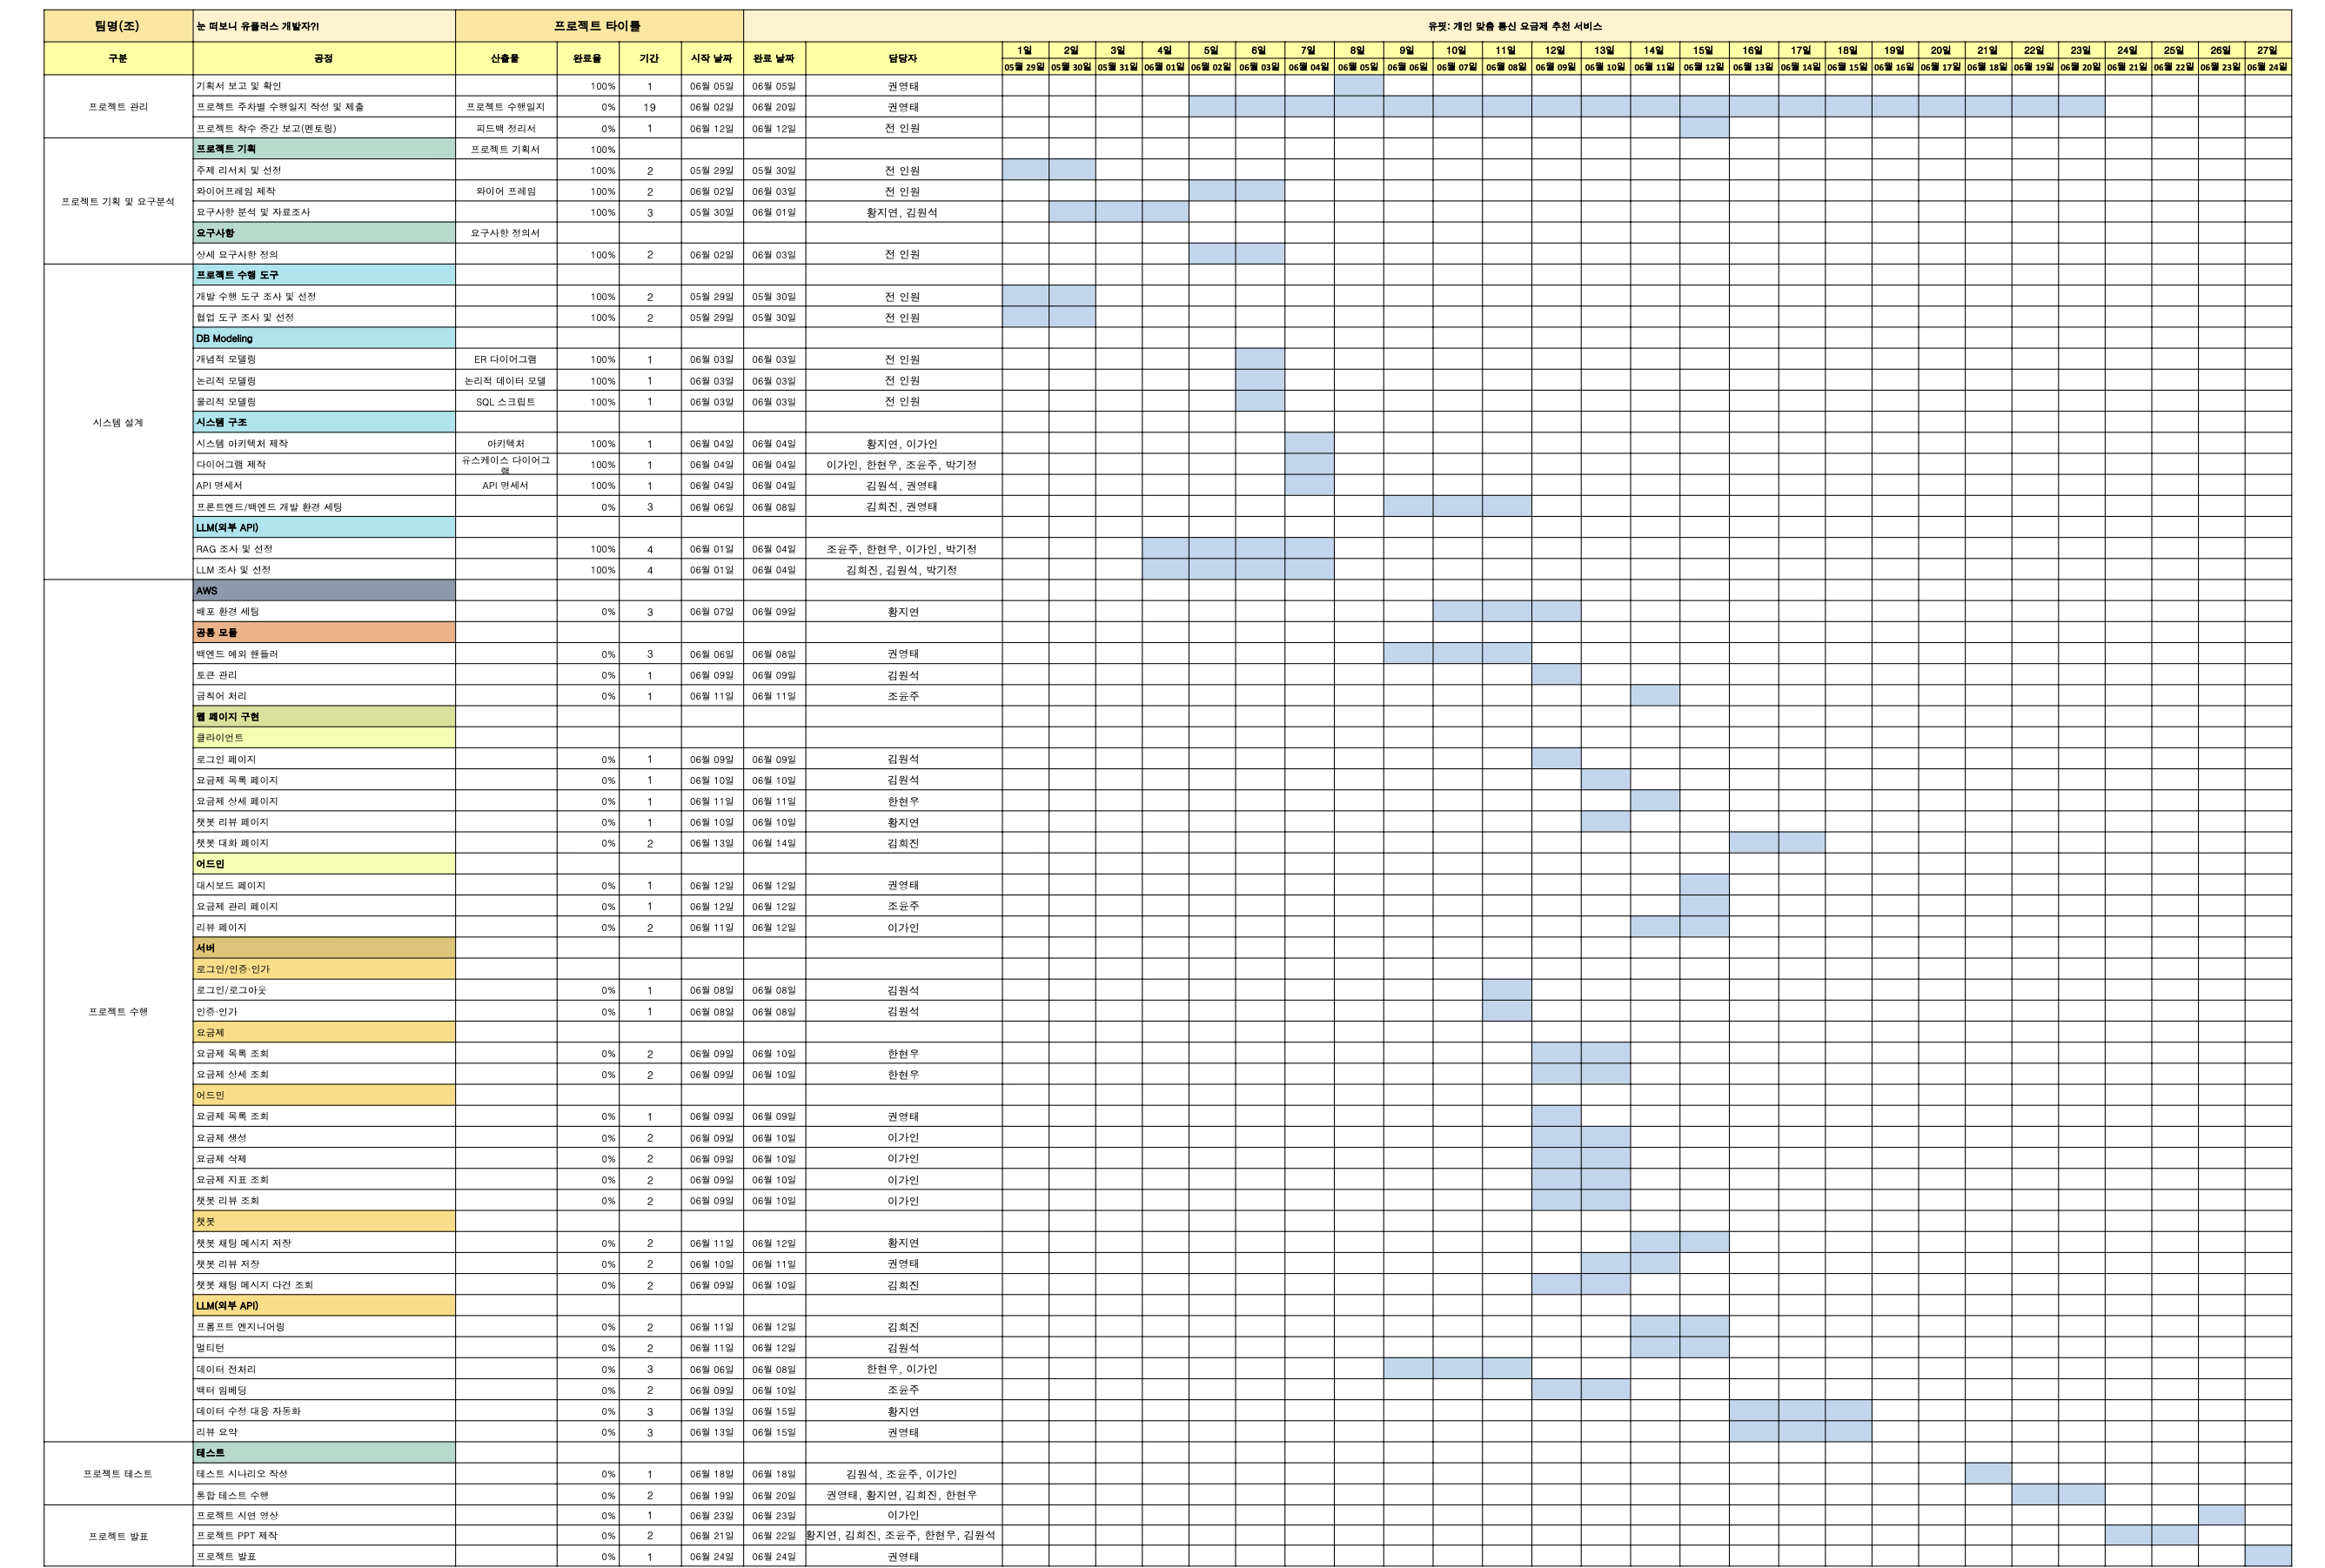 팀명(조) 눈 떠보니 유플러스 개발자?! 프로젝트 타이틀 유핏: 개인 맞춤 통신 요금제 추천 서비스
구분 공정 산출물 완료율 기간 시작 날짜 완료 날짜 담당자 1일 2일 3일 4일 5일 6일 7일 8일 9일 10일 11일 12일 13일 14일 15일 16일 17일 18일 19일 20일 21일 22일 23일 24일 25일 26일 27일
05월 29일 05월 30일 05월 31일 06월 01일 06월 02일 06월 03일 06월 04일 06월 05일 06월 06일 06월 07일 06월 08일 06월 09일 06월 10일 06월 11일 06월 12일 06월 13일 06월 14일 06월 15일 06월 16일 06월 17일 06월 18일 06월 19일 06월 20일 06월 21일 06월 22일 06월 23일 06월 24일
기획서 보고 및 확인 100% 1 06월 05일 06월 05일 권영태
프로젝트 관리 프로젝트 주차별 수행일지 작성 및 제출 프로젝트 수행일지 0% 19 06월 02일 06월 20일 권영태
프로젝트 착수 중간 보고(멘토링) 피드백 정리서 0% 1 06월 12일 06월 12일 전 인원
프로젝트 기획 프로젝트 기획서 100%
주제 리서치 및 선정 100% 2 05월 29일 05월 30일 전 인원
와이어프레임 제작 와이어 프레임 100% 2 06월 02일 06월 03일 전 인원
프로젝트 기획 및 요구분석
요구사항 분석 및 자료조사 100% 3 05월 30일 06월 01일 황지연, 김원석
요구사항 요구사항 정의서
상세 요구사항 정의 100% 2 06월 02일 06월 03일 전 인원
프로젝트 수행 도구
개발 수행 도구 조사 및 선정 100% 2 05월 29일 05월 30일 전 인원
협업 도구 조사 및 선정 100% 2 05월 29일 05월 30일 전 인원
DB Modeling
개념적 모델링 ER 다이어그램 100% 1 06월 03일 06월 03일 전 인원
논리적 모델링 논리적 데이터 모델 100% 1 06월 03일 06월 03일 전 인원
물리적 모델링 SQL 스크립트 100% 1 06월 03일 06월 03일 전 인원
시스템 설계 시스템 구조
시스템 아키텍처 제작 아키텍처 100% 1 06월 04일 06월 04일 황지연, 이가인
다이어그램 제작 유스케이스 다이어그램 100% 1 06월 04일 06월 04일 이가인, 한현우, 조윤주, 박기정
API 명세서 API 명세서 100% 1 06월 04일 06월 04일 김원석, 권영태
프론트엔드/백엔드 개발 환경 세팅 0% 3 06월 06일 06월 08일 김희진, 권영태
LLM(외부 API)
RAG 조사 및 선정 100% 4 06월 01일 06월 04일 조윤주, 한현우, 이가인, 박기정
LLM 조사 및 선정 100% 4 06월 01일 06월 04일 김희진, 김원석, 박기정
AWS
배포 환경 세팅 0% 3 06월 07일 06월 09일 황지연
공통 모듈
백엔드 예외 핸들러 0% 3 06월 06일 06월 08일 권영태
토큰 관리 0% 1 06월 09일 06월 09일 김원석
금칙어 처리 0% 1 06월 11일 06월 11일 조윤주
웹 페이지 구현
클라이언트
로그인 페이지 0% 1 06월 09일 06월 09일 김원석
요금제 목록 페이지 0% 1 06월 10일 06월 10일 김원석
요금제 상세 페이지 0% 1 06월 11일 06월 11일 한현우
챗봇 리뷰 페이지 0% 1 06월 10일 06월 10일 황지연
챗봇 대화 페이지 0% 2 06월 13일 06월 14일 김희진
어드민
대시보드 페이지 0% 1 06월 12일 06월 12일 권영태
요금제 관리 페이지 0% 1 06월 12일 06월 12일 조윤주
리뷰 페이지 0% 2 06월 11일 06월 12일 이가인
서버
로그인/인증·인가
로그인/로그아웃 0% 1 06월 08일 06월 08일 김원석
프로젝트 수행 인증·인가 0% 1 06월 08일 06월 08일 김원석
요금제
요금제 목록 조회 0% 2 06월 09일 06월 10일 한현우
요금제 상세 조회 0% 2 06월 09일 06월 10일 한현우
어드민
요금제 목록 조회 0% 1 06월 09일 06월 09일 권영태
요금제 생성 0% 2 06월 09일 06월 10일 이가인
요금제 삭제 0% 2 06월 09일 06월 10일 이가인
요금제 지표 조회 0% 2 06월 09일 06월 10일 이가인
챗봇 리뷰 조회 0% 2 06월 09일 06월 10일 이가인
챗봇
챗봇 채팅 메시지 저장 0% 2 06월 11일 06월 12일 황지연
챗봇 리뷰 저장 0% 2 06월 10일 06월 11일 권영태
챗봇 채팅 메시지 다건 조회 0% 2 06월 09일 06월 10일 김희진
LLM(외부 API)
프롬프트 엔지니어링 0% 2 06월 11일 06월 12일 김희진
멀티턴 0% 2 06월 11일 06월 12일 김원석
데이터 전처리 0% 3 06월 06일 06월 08일 한현우, 이가인
백터 임베딩 0% 2 06월 09일 06월 10일 조윤주
데이터 수정 대응 자동화 0% 3 06월 13일 06월 15일 황지연
리뷰 요약 0% 3 06월 13일 06월 15일 권영태
테스트
프로젝트 테스트 테스트 시나리오 작성 0% 1 06월 18일 06월 18일 김원석, 조윤주, 이가인
통합 테스트 수행 0% 2 06월 19일 06월 20일 권영태, 황지연, 김희진, 한현우
프로젝트 시연 영상 0% 1 06월 23일 06월 23일 이가인
프로젝트 발표 프로젝트 PPT 제작 0% 2 06월 21일 06월 22일 황지연, 김희진, 조윤주, 한현우, 김원석
프로젝트 발표 0% 1 06월 24일 06월 24일 권영태